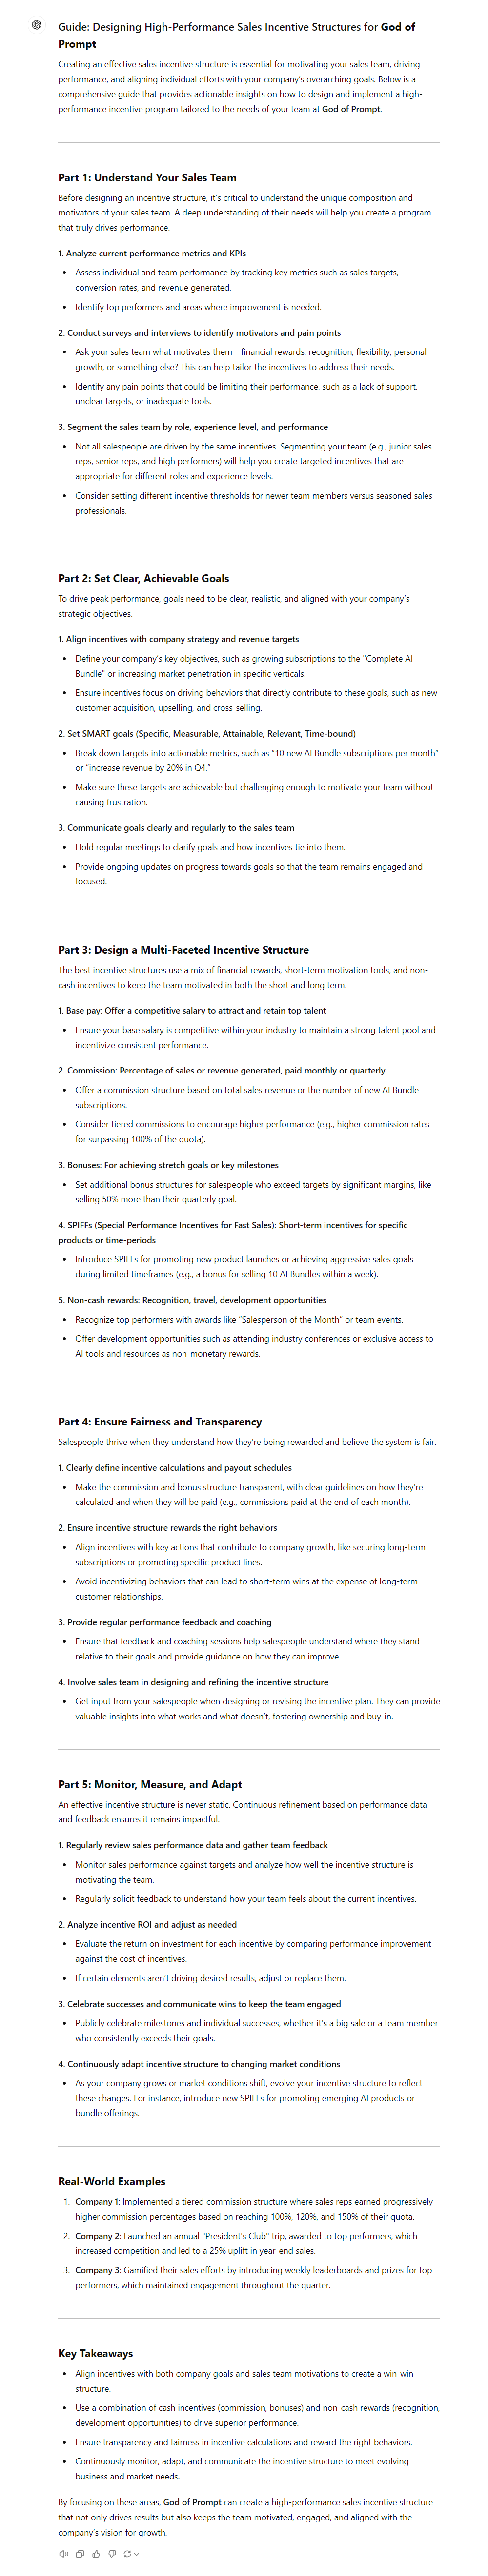 Guide: Designing High-Performance Sales Incentive Structures for God of
Prompt
Creating an effective sales incentive structure is essential for motivating your sales team, driving
performance, and aligning individual efforts with your company's overarching goals. Below is a
comprehensive guide that provides actionable insights on how to design and implement a high-
performance incentive program tailored to the needs of your team at God of Prompt.
Part 1: Understand Your Sales Team
Before designing an incentive structure, it's critical to understand the unique composition and
motivators of your sales team. A deep understanding of their needs will help you create a program
that truly drives performance.
1. Analyze current performance metrics and KPIs
• Assess individual and team performance by tracking key metrics such as sales targets,
conversion rates, and revenue generated.
• Identify top performers and areas where improvement is needed.
2. Conduct surveys and interviews to identify motivators and pain points
• Ask your sales team what motivates them—financial rewards, recognition, flexibility, personal
growth, or something else? This can help tailor the incentives to address their needs.
• Identify any pain points that could be limiting their performance, such as a lack of support,
unclear targets, or inadequate tools.
3. Segment the sales team by role, experience level, and performance
• Not all salespeople are driven by the same incentives. Segmenting your team (e.g., junior sales
reps, senior reps, and high performers) will help you create targeted incentives that are
appropriate for different roles and experience levels.
• Consider setting different incentive thresholds for newer team members versus seasoned sales
professionals.
Part 2: Set Clear, Achievable Goals
To drive peak performance, goals need to be clear, realistic, and aligned with your company's
strategic objectives.
1. Align incentives with company strategy and revenue targets
• Define your company's key objectives, such as growing subscriptions to the "Complete AI
Bundle" or increasing market penetration in specific verticals.
• Ensure incentives focus on driving behaviors that directly contribute to these goals, such as new
customer acquisition, upselling, and cross-selling.
2. Set SMART goals (Specific, Measurable, Attainable, Relevant, Time-bound)
• Break down targets into actionable metrics, such as "10 new AI Bundle subscriptions per month"
or "increase revenue by 20% in Q4."
• Make sure these targets are achievable but challenging enough to motivate your team without
causing frustration.
3. Communicate goals clearly and regularly to the sales team
• Hold regular meetings to clarify goals and how incentives tie into them.
• Provide ongoing updates on progress towards goals so that the team remains engaged and
focused.
Part 3: Design a Multi-Faceted Incentive Structure
The best incentive structures use a mix of financial rewards, short-term motivation tools, and non-
cash incentives to keep the team motivated in both the short and long term.
1. Base pay: Offer a competitive salary to attract and retain top talent
• Ensure your base salary is competitive within your industry to maintain a strong talent pool and
incentivize consistent performance.
2. Commission: Percentage of sales or revenue generated, paid monthly or quarterly
• Offer a commission structure based on total sales revenue or the number of new AI Bundle
subscriptions.
• Consider tiered commissions to encourage higher performance (e.g., higher commission rates
for surpassing 100% of the quota).
3. Bonuses: For achieving stretch goals or key milestones
• Set additional bonus structures for salespeople who exceed targets by significant margins, like
selling 50% more than their quarterly goal.
4. SPIFFs (Special Performance Incentives for Fast Sales): Short-term incentives for specific
products or time-periods
• Introduce SPIFFs for promoting new product launches or achieving aggressive sales goals
during limited timeframes (e.g., a bonus for selling 10 AI Bundles within a week).
5. Non-cash rewards: Recognition, travel, development opportunities
• Recognize top performers with awards like "Salesperson of the Month" or team events.
• Offer development opportunities such as attending industry conferences or exclusive access to
AI tools and resources as non-monetary rewards.
Part 4: Ensure Fairness and Transparency
Salespeople thrive when they understand how they're being rewarded and believe the system is fair.
1. Clearly define incentive calculations and payout schedules
• Make the commission and bonus structure transparent, with clear guidelines on how they're
calculated and when they will be paid (e.g., commissions paid at the end of each month).
2. Ensure incentive structure rewards the right behaviors
• Align incentives with key actions that contribute to company growth, like securing long-term
subscriptions or promoting specific product lines.
• Avoid incentivizing behaviors that can lead to short-term wins at the expense of long-term
customer relationships.
3. Provide regular performance feedback and coaching
• Ensure that feedback and coaching sessions help salespeople understand where they stand
relative to their goals and provide guidance on how they can improve.
4. Involve sales team in designing and refining the incentive structure
• Get input from your salespeople when designing or revising the incentive plan. They can provide
valuable insights into what works and what doesn't, fostering ownership and buy-in.
Part 5: Monitor, Measure, and Adapt
An effective incentive structure is never static. Continuous refinement based on performance data
and feedback ensures it remains impactful.
1. Regularly review sales performance data and gather team feedback
• Monitor sales performance against targets and analyze how well the incentive structure is
motivating the team.
• Regularly solicit feedback to understand how your team feels about the current incentives.
2. Analyze incentive ROI and adjust as needed
• Evaluate the return on investment for each incentive by comparing performance improvement
against the cost of incentives.
• If certain elements aren't driving desired results, adjust or replace them.
3. Celebrate successes and communicate wins to keep the team engaged
• Publicly celebrate milestones and individual successes, whether it's a big sale or a team member
who consistently exceeds their goals.
4. Continuously adapt incentive structure to changing market conditions
• As your company grows or market conditions shift, evolve your incentive structure to reflect
these changes. For instance, introduce new SPIFFs for promoting emerging AI products or
bundle offerings.
Real-World Examples
1. Company 1: Implemented a tiered commission structure where sales reps earned progressively
higher commission percentages based on reaching 100%, 120%, and 150% of their quota.
2. Company 2: Launched an annual "President's Club" trip, awarded to top performers, which
increased competition and led to a 25% uplift in year-end sales.
3. Company 3: Gamified their sales efforts by introducing weekly leaderboards and prizes for top
performers, which maintained engagement throughout the quarter.
Key Takeaways
• Align incentives with both company goals and sales team motivations to create a win-win
structure.
• Use a combination of cash incentives (commission, bonuses) and non-cash rewards (recognition,
development opportunities) to drive superior performance.
• Ensure transparency and fairness in incentive calculations and reward the right behaviors.
• Continuously monitor, adapt, and communicate the incentive structure to meet evolving
business and market needs.
By focusing on these areas, God of Prompt can create a high-performance sales incentive structure
that not only drives results but also keeps the team motivated, engaged, and aligned with the
company's vision for growth.